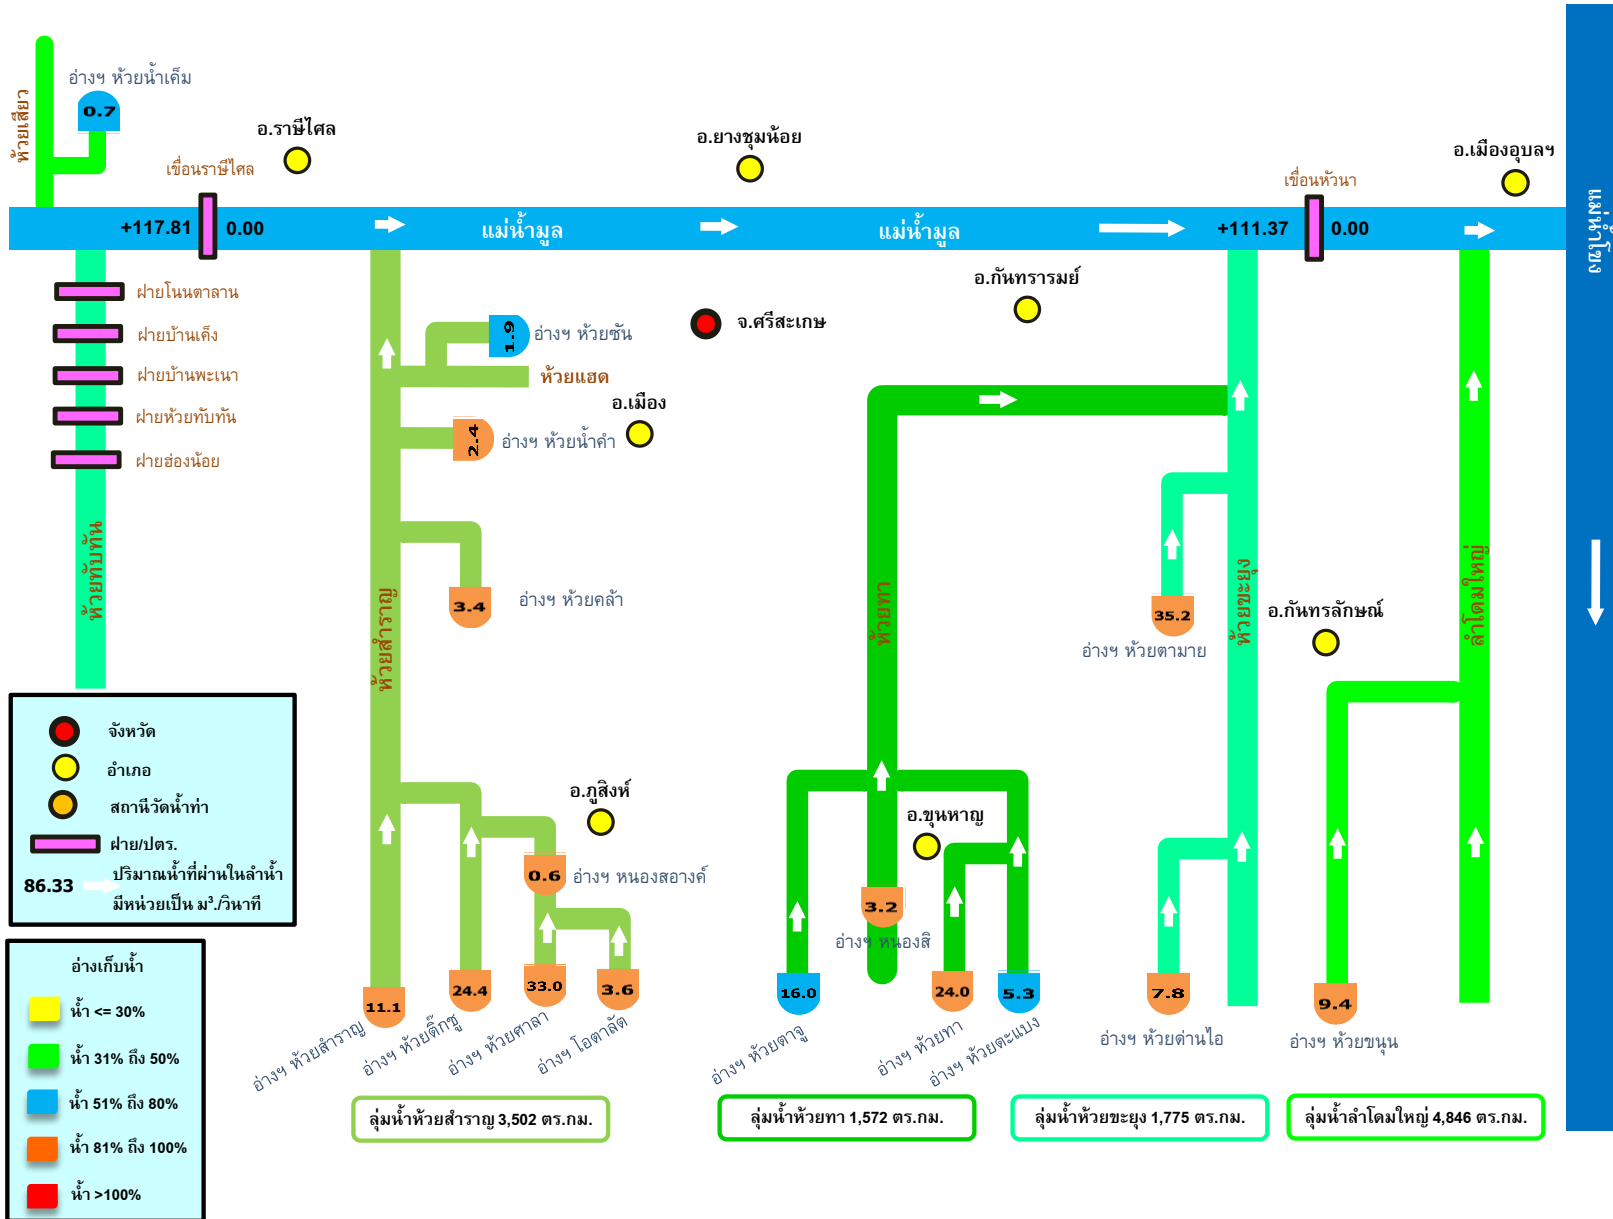 ห้วยเสียว
อ่างฯ ห้วยน้ำเค็ม
0.7
เขื่อนราษีไศล
อ.ราษีไศล
อ.ยางชุมน้อย
เขื่อนหัวนา
อ.เมืองอุบลฯ
+117.81
0.00
แม่น้ำมูล
แม่น้ำมูล
+111.37
0.00
แม่น้ำโขง
ฝายโนนตาลาน
ฝายบ้านเค็ง
ฝายบ้านพะเนา
ฝายห้วยทับทัน
ฝายฮ่องน้อย
ห้วยทับทัน
1.9
อ่างฯ ห้วยซัน
ห้วยแฮด
2.4
อ่างฯ ห้วยน้ำคำ
อ.เมือง
จ.ศรีสะเกษ
อ.กันทรารมย์
3.4
อ่างฯ ห้วยคล้า
ห้วยสำราญ
ห้วยทา
35.2
อ่างฯ ห้วยตามาย
ห้วยขะยุง
อ.กันทรลักษณ์
ลำโดมใหญ่
จังหวัด
อำเภอ
สถานีวัดน้ำท่า
ฝาย/ปตร.
86.33
ปริมาณน้ำที่ผ่านในลำน้ำ
มีหน่วยเป็น ม³./วินาที
อ.ภูสิงห์
0.6
อ่างฯ หนองสอางค์
อ.ขุนหาญ
3.2
อ่างฯ หนองสิ
11.1
24.4
33.0
3.6
16.0
24.0
5.3
7.8
9.4
อ่างฯ ห้วยสำราญ
อ่างฯ ห้วยติ๊กชู
อ่างฯ ห้วยศาลา
อ่างฯ โอตาลัต
อ่างฯ ห้วยตาจู
อ่างฯ ห้วยทา
อ่างฯ ห้วยตะแบง
อ่างฯ ห้วยด่านไอ
อ่างฯ ห้วยขนุน
อ่างเก็บน้ำ
น้ำ <= 30%
น้ำ 31% ถึง 50%
น้ำ 51% ถึง 80%
น้ำ 81% ถึง 100%
น้ำ >100%
ลุ่มน้ำห้วยสำราญ 3,502 ตร.กม.
ลุ่มน้ำห้วยทา 1,572 ตร.กม.
ลุ่มน้ำห้วยขะยุง 1,775 ตร.กม.
ลุ่มน้ำลำโดมใหญ่ 4,846 ตร.กม.